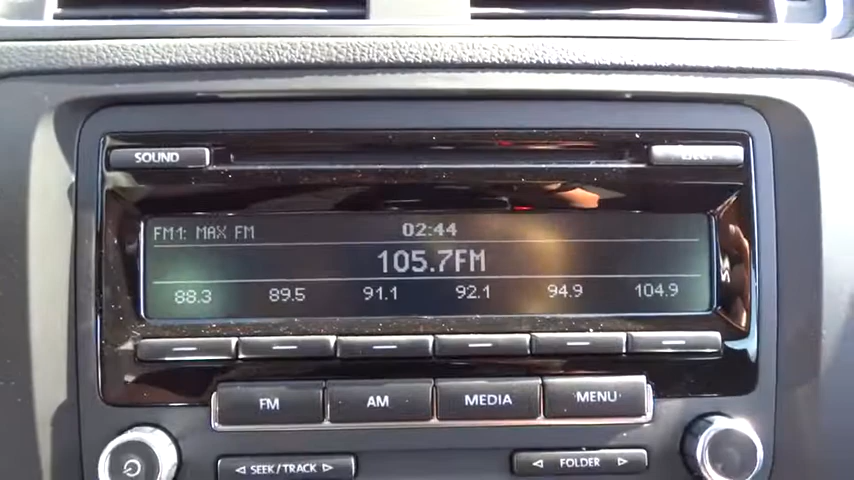 SOUND
EJECT
FM1: MAX FM 02:44
105.7FM
88.3 89.5 91.1 92.1 94.9 104.9
FM AM MEDIA MENU
◁ SEEK/TRACK ▷ ◁ FOLDER ▷